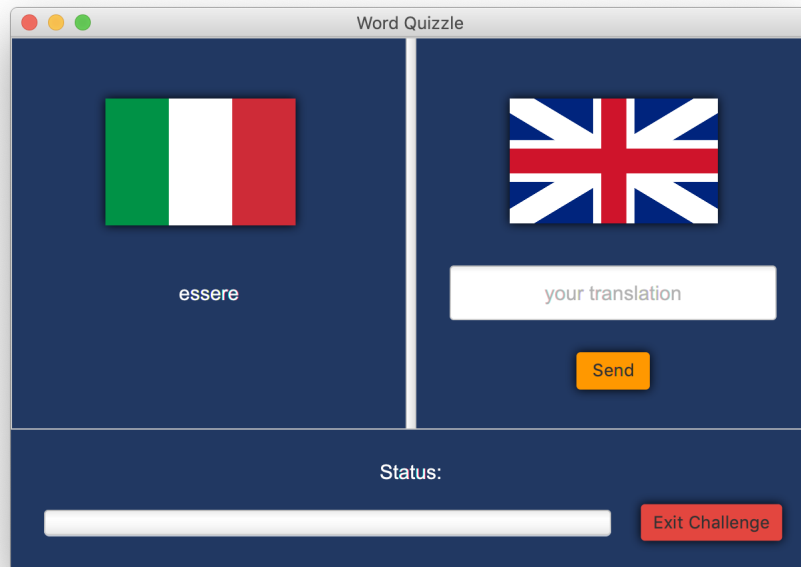 Word Quizzle
essere
your translation
Send
Status:
Exit Challenge